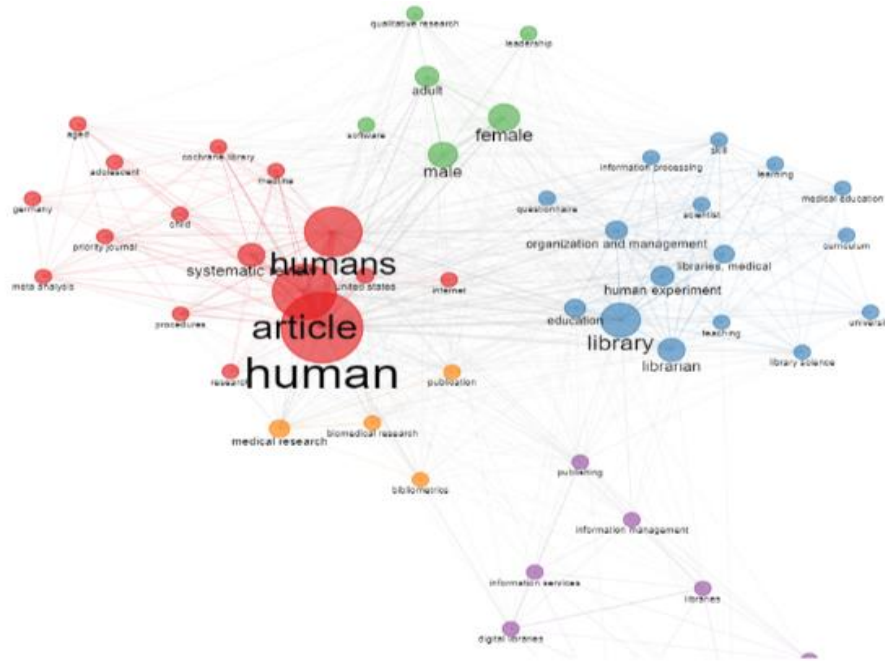 qualitative research
leadership
adult
aged
software
female
skill
cochrane library
male
information processing
learning
adolescent
medline
medical education
germany
questionnaire
scientist
child
priority journal
organization and management
curriculum
humans
libraries, medical
systematic re
meta analysis
united states
internet
human experiment
procedures
article
education
teaching
universi
library
library science
librarian
human
research
publication
medical research
biomedical research
publishing
bibliometrics
information management
information services
libraries
digital libraries